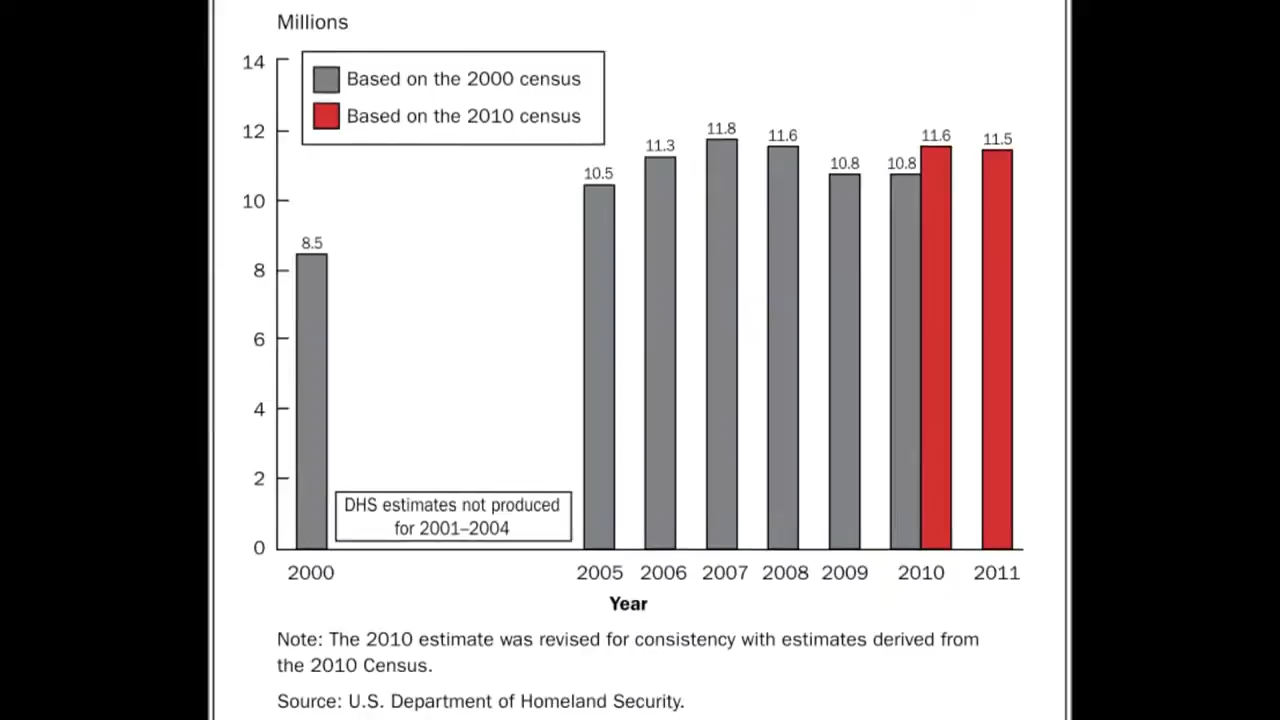 Millions
14
Based on the 2000 census
Based on the 2010 census
12
11.8
11.6
11.6
11.5
11.3
10.8
10.8
10.5
10
8.5
8
6
4
2
DHS estimates not produced
for 2001–2004
0
2000 2005 2006 2007 2008 2009 2010 2011
Year
Note: The 2010 estimate was revised for consistency with estimates derived from
the 2010 Census.
Source: U.S. Department of Homeland Security.